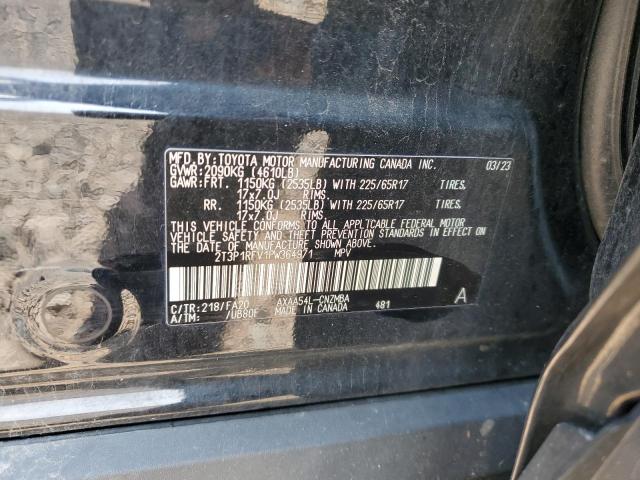 MFD.BY:TOYOTA MOTOR MANUFACTURING CANADA INC. 03/23
GVWR:2090KG (4610LB)
GAWR:FRT. 1150KG (2535LB) WITH 225/65R17 TIRES,
17x7.0J RIMS
RR. 1150KG (2535LB) WITH 225/65R17 TIRES,
17x7.0J RIMS
THIS VEHICLE CONFORMS TO ALL APPLICABLE FEDERAL MOTOR
VEHICLE SAFETY AND THEFT PREVENTION STANDARDS IN EFFECT ON
THE DATE OF MANUFACTURE SHOWN ABOVE.
2T3P1RFV1PW364971 MPV
C/TR:218/FA20 AXAA54L-CNZMBA 481 A
A/TM: /UB80F MADE IN CANADA